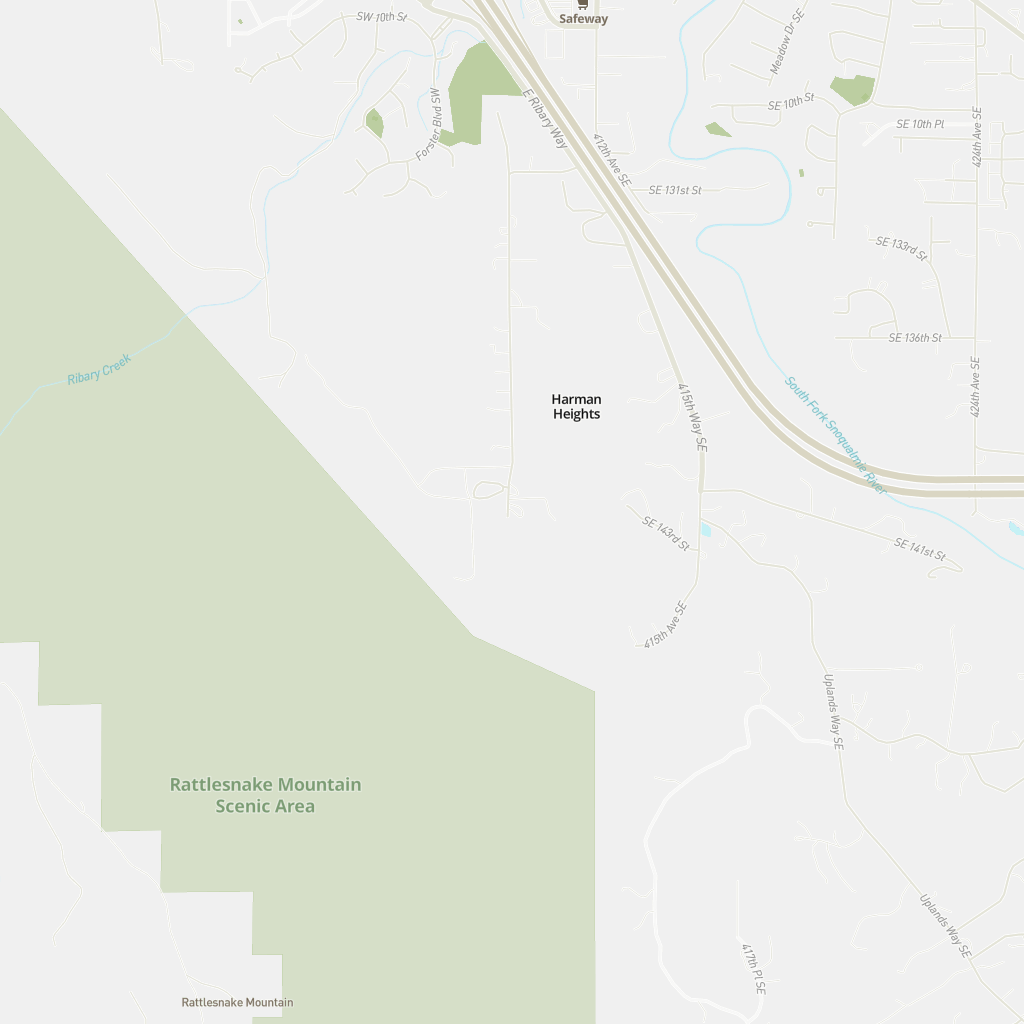 SW 10th St
Safeway
Meadow Dr SE
SE 10th St
SE 10th Pl
E Ribary Way
Forster Blvd SW
412th Ave SE
424th Ave SE
SE 131st St
SE 133rd St
SE 136th St
Ribary Creek
Harman
Heights
415th Way SE
South Fork Snoqualmie River
424th Ave SE
SE 143rd St
SE 141st St
415th Ave SE
Uplands Way SE
Rattlesnake Mountain
Scenic Area
Uplands Way SE
417th Pl SE
Rattlesnake Mountain